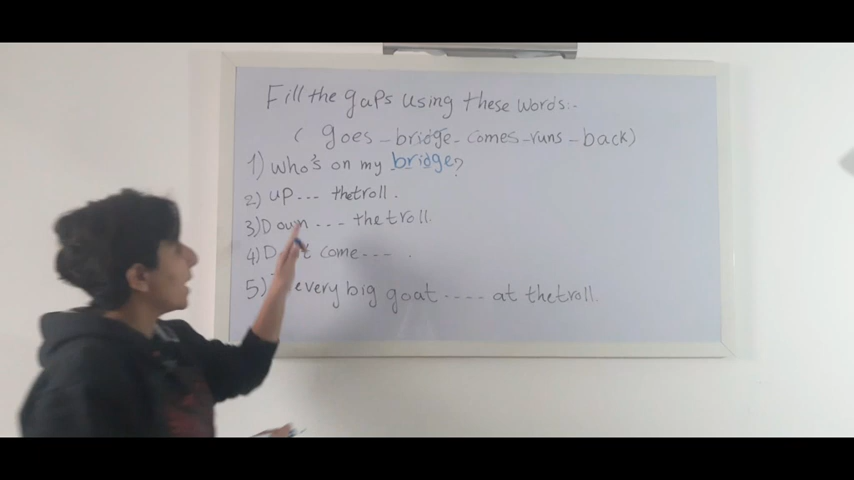 Fill the gaps using these words:-
( goes - bridge - comes - runs - back)
1) Who's on my bridge?
2) up --- the troll.
3) Down --- the troll.
4) come --- .
5) every big goat ---- at the troll.